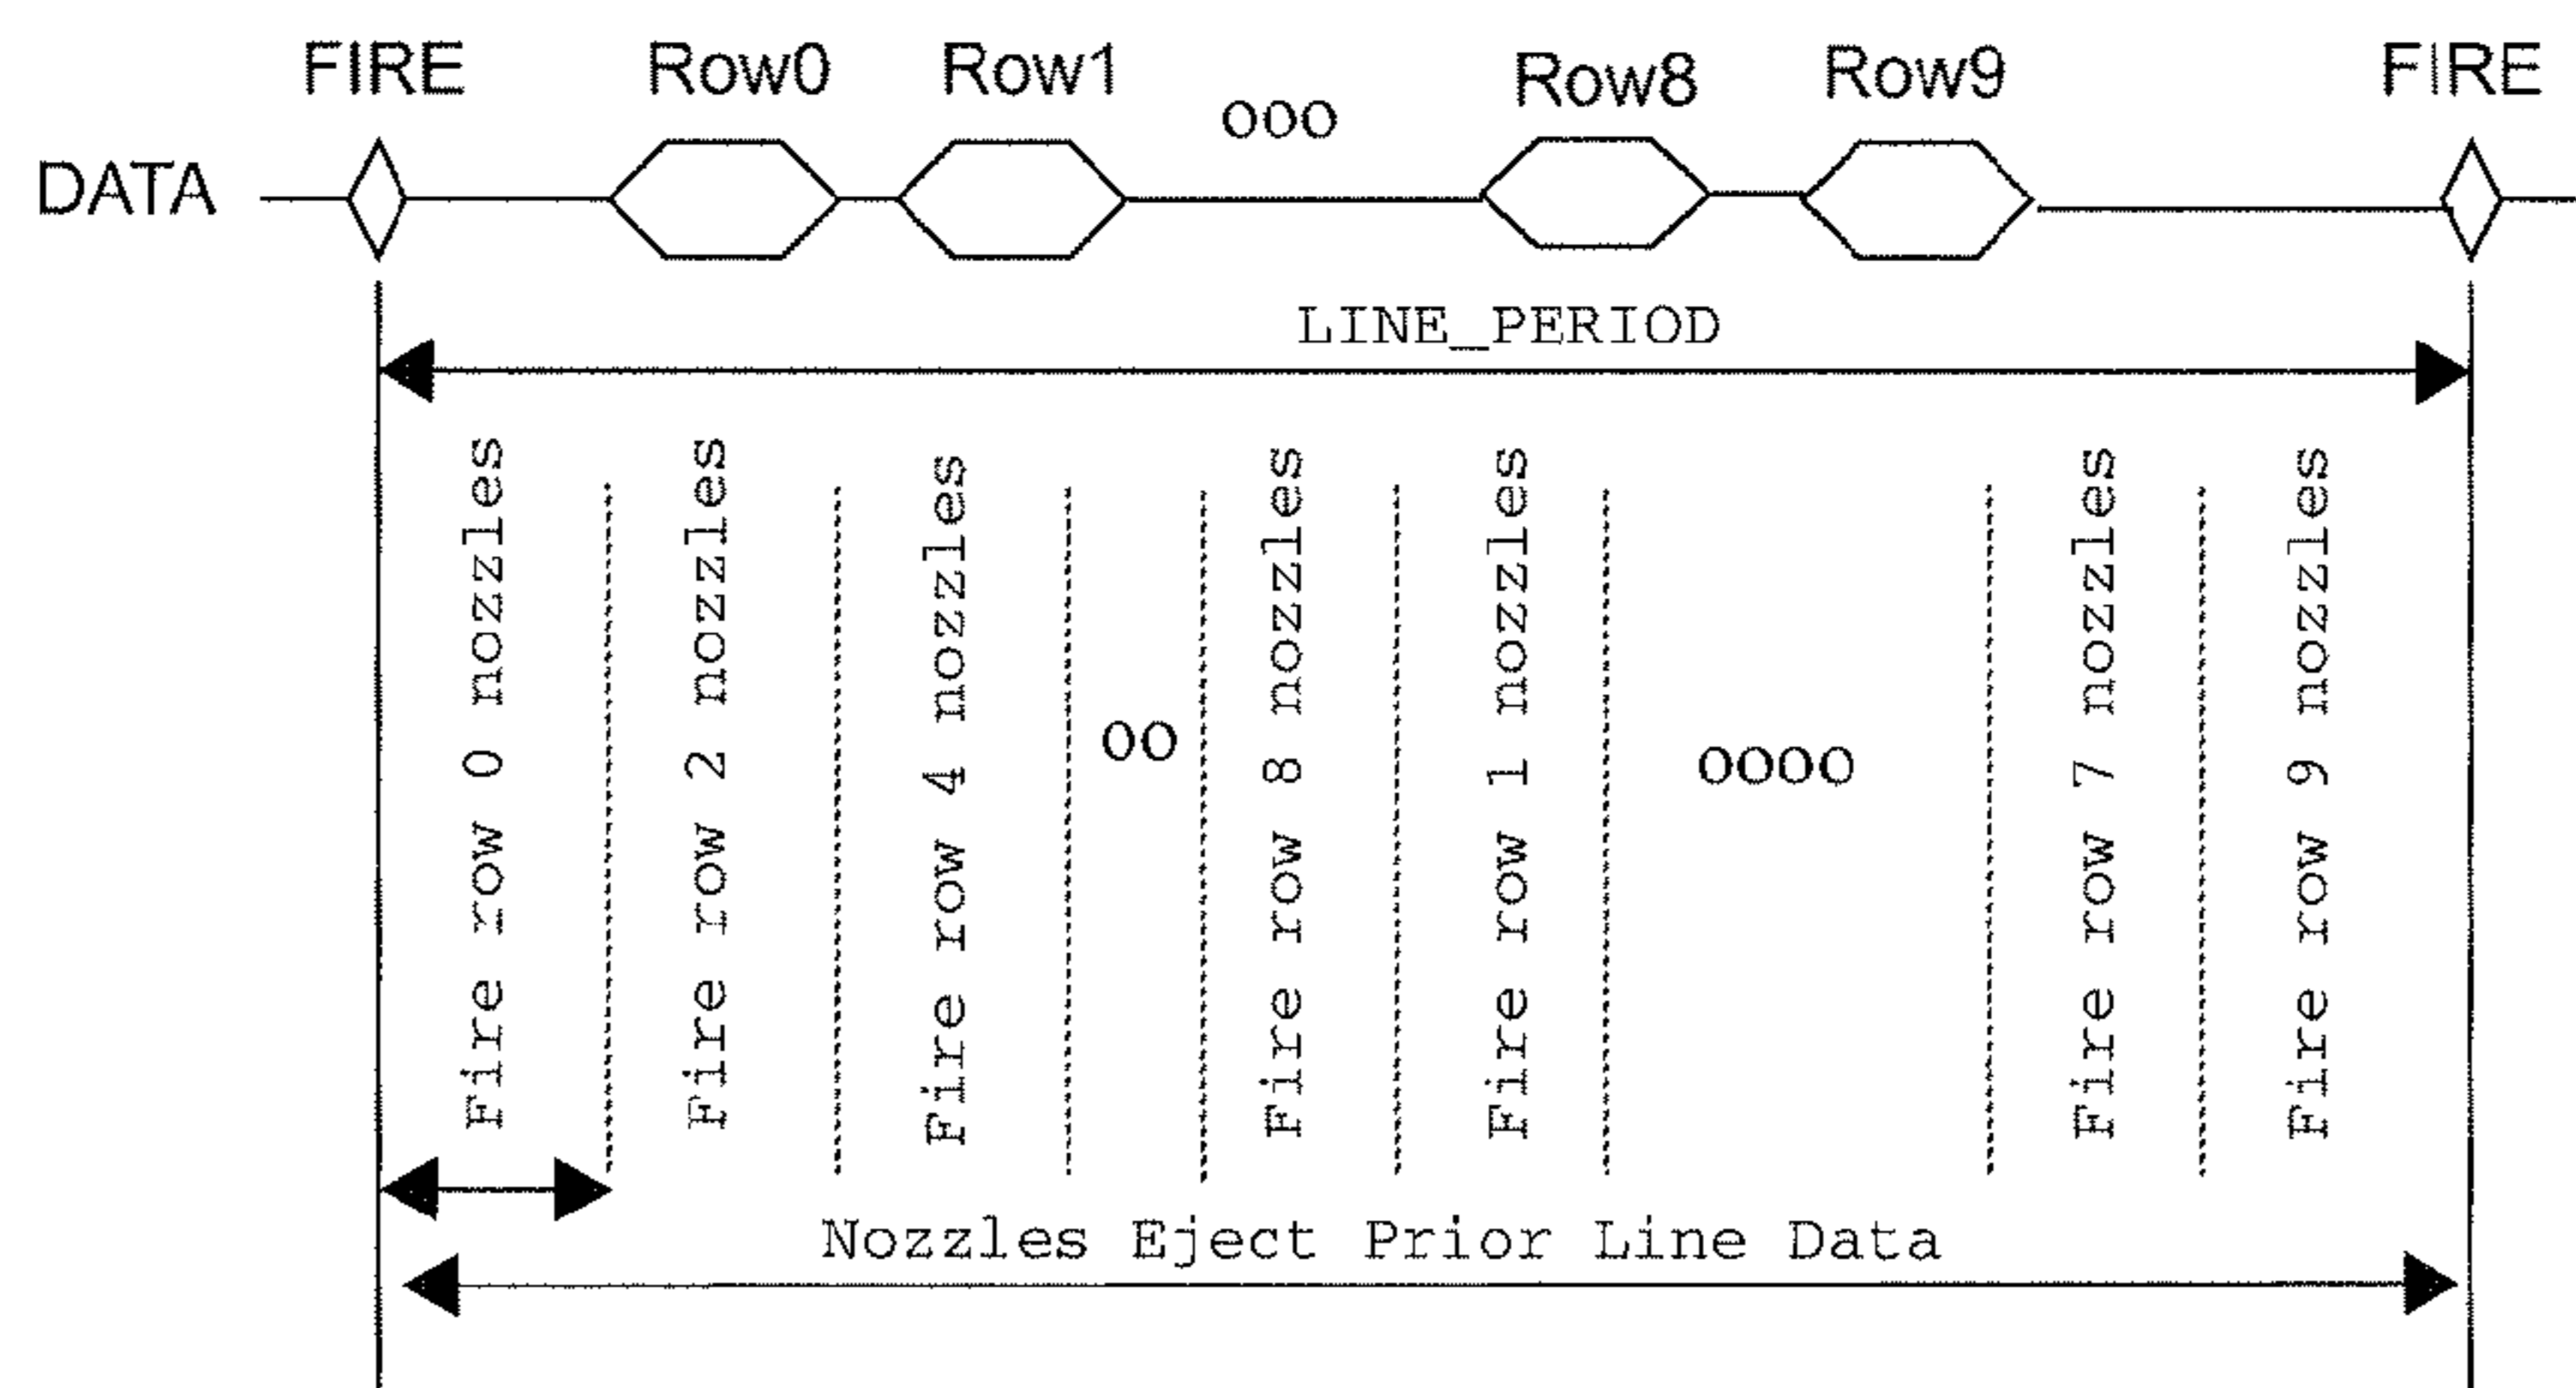 FIRE Row0 Row1 ooo Row8 Row9 FIRE
DATA
LINE_PERIOD
Fire row 0 nozzles
Fire row 2 nozzles
Fire row 4 nozzles
oo
Fire row 8 nozzles
Fire row 1 nozzles
oooo
Fire row 7 nozzles
Fire row 9 nozzles
Nozzles Eject Prior Line Data